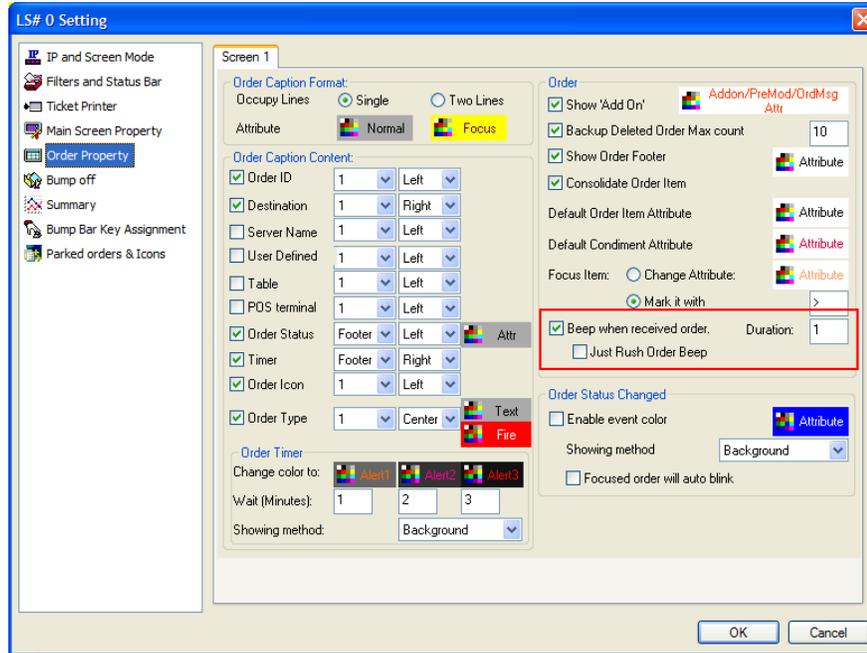 LS# 0 Setting
IP and Screen Mode
Filters and Status Bar
Ticket Printer
Main Screen Property
Order Property
Bump off
Summary
Bump Bar Key Assignment
Parked orders & Icons
Screen 1
Order Caption Format:
Occupy Lines Single Two Lines
Attribute Normal Focus
Order Caption Content:
Order ID 1 Left
Destination 1 Right
Server Name 1 Left
User Defined 1 Left
Table 1 Left
POS terminal 1 Left
Order Status Footer Left Attr
Timer Footer Right
Order Icon 1 Left
Order Type 1 Center Text
Fire
Order Timer
Change color to: Alert1 Alert2 Alert3
Wait (Minutes): 1 2 3
Showing method: Background
Order
Show 'Add On' Addon/PreMod/OrdMsg
Attr
Backup Deleted Order Max count 10
Show Order Footer Attribute
Consolidate Order Item
Default Order Item Attribute Attribute
Default Condiment Attribute Attribute
Focus Item: Change Attribute: Attribute
Mark it with >
Beep when received order. Duration: 1
Just Rush Order Beep
Order Status Changed
Enable event color Attribute
Showing method Background
Focused order will auto blink
OK Cancel